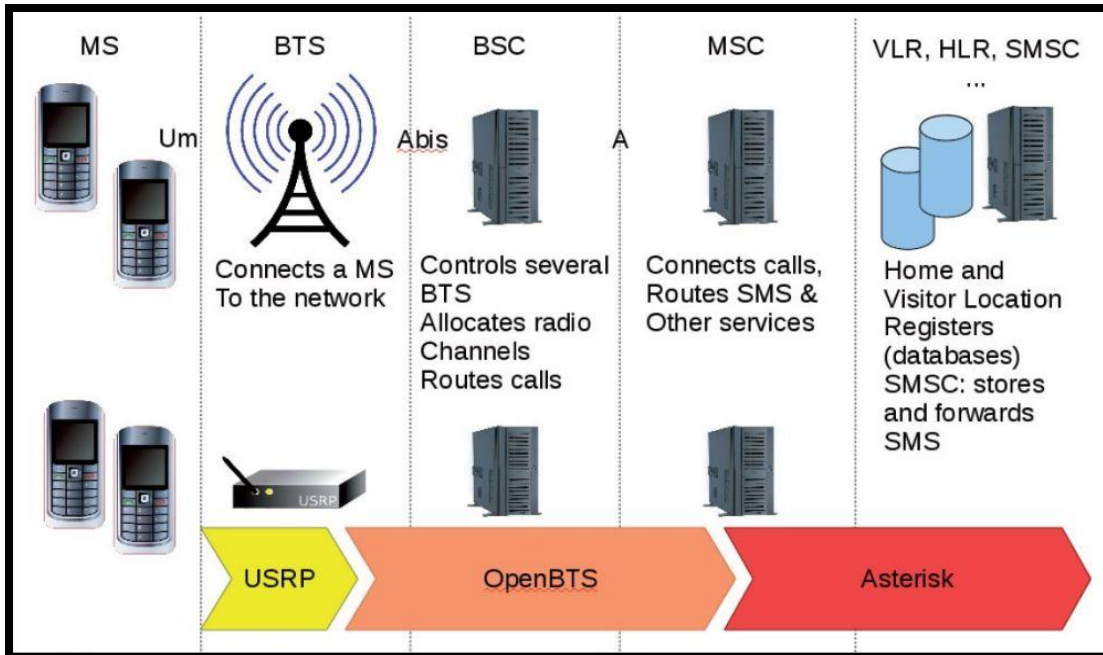 MS
BTS
BSC
MSC
VLR, HLR, SMSC
...
Um
Abis
A
Connects a MS
To the network
Controls several
BTS
Allocates radio
Channels
Routes calls
Connects calls,
Routes SMS &
Other services
Home and
Visitor Location
Registers
(databases)
SMSC: stores
and forwards
SMS
USRP
USRP
OpenBTS
Asterisk